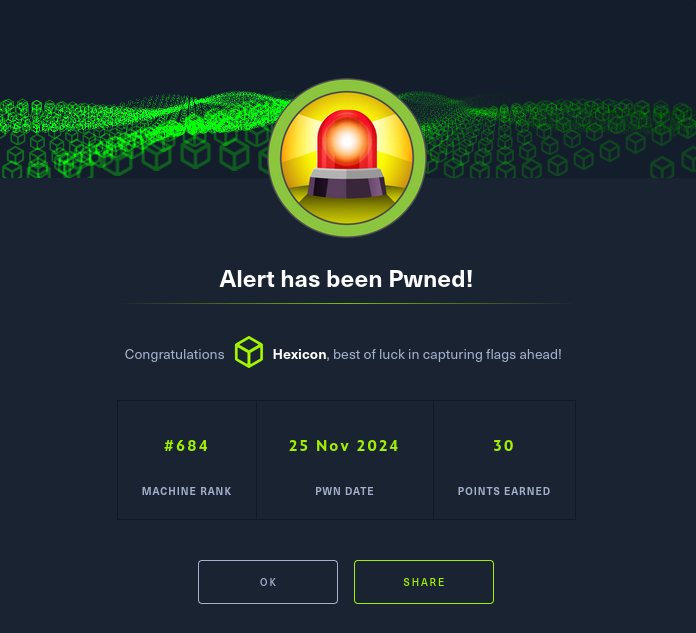 Alert has been Pwned!
Congratulations Hexicon, best of luck in capturing flags ahead!
#684 25 Nov 2024 30
MACHINE RANK PWN DATE POINTS EARNED
OK SHARE